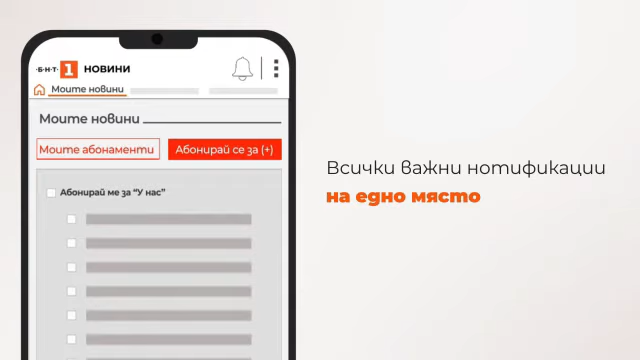 ·Б·Н·Т· 1 НОВИНИ
Моите новини
Моите новини
Моите абонаменти
Абонирай се за (+)
Абонирай ме за "У нас"
Всички важни нотификации
на едно място